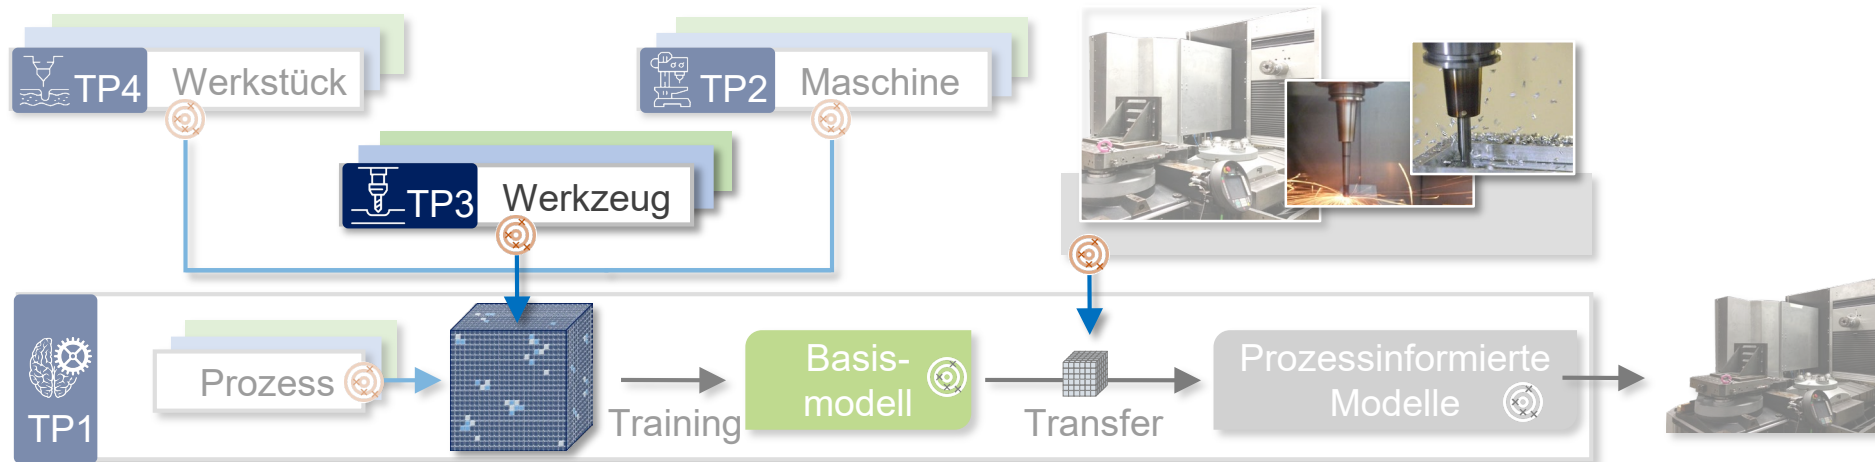 TP4 Werkstück
TP2 Maschine
TP3 Werkzeug
TP1
Prozess
Training
Basis-
modell
Transfer
Prozessinformierte
Modelle